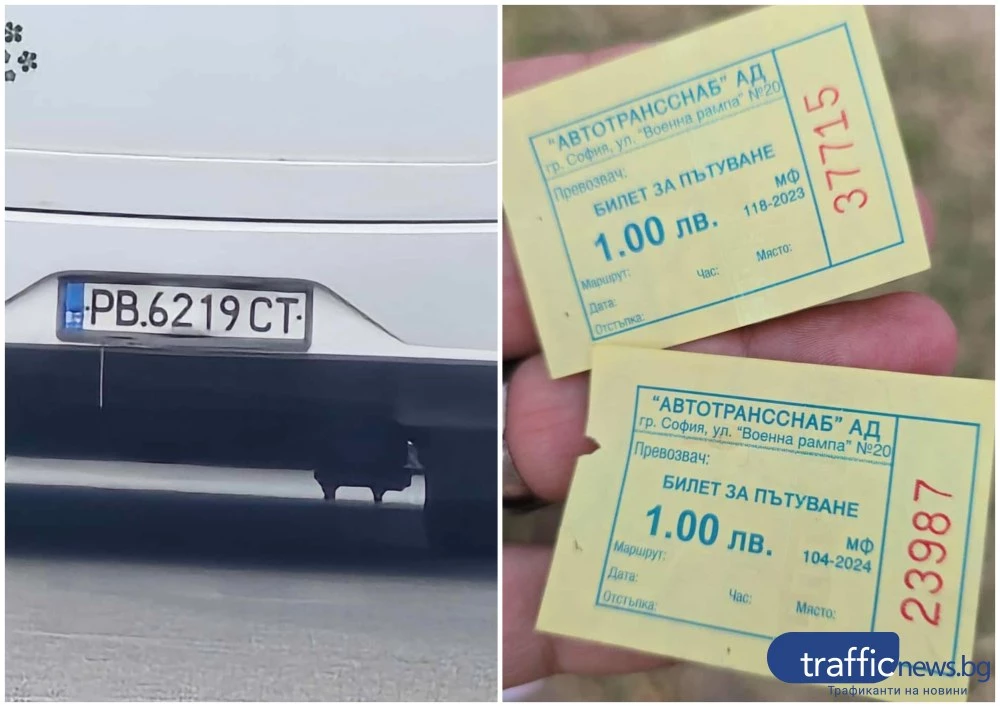 РВ.6219 СТ.
"АВТОТРАНССНАБ" АД
гр. София, ул. "Военна рампа" №20
Превозвач:
БИЛЕТ ЗА ПЪТУВАНЕ
1.00 лв.
МФ
118-2023
Маршрут:
Час:
Място:
Дата:
Отстъпка:
37715
"АВТОТРАНССНАБ" АД
гр. София, ул. "Военна рампа" №20
Превозвач:
БИЛЕТ ЗА ПЪТУВАНЕ
1.00 лв.
МФ
104-2024
Маршрут:
Дата:
Час:
Място:
Отстъпка:
23987
trafficnews.bg
Трафиканти на новини